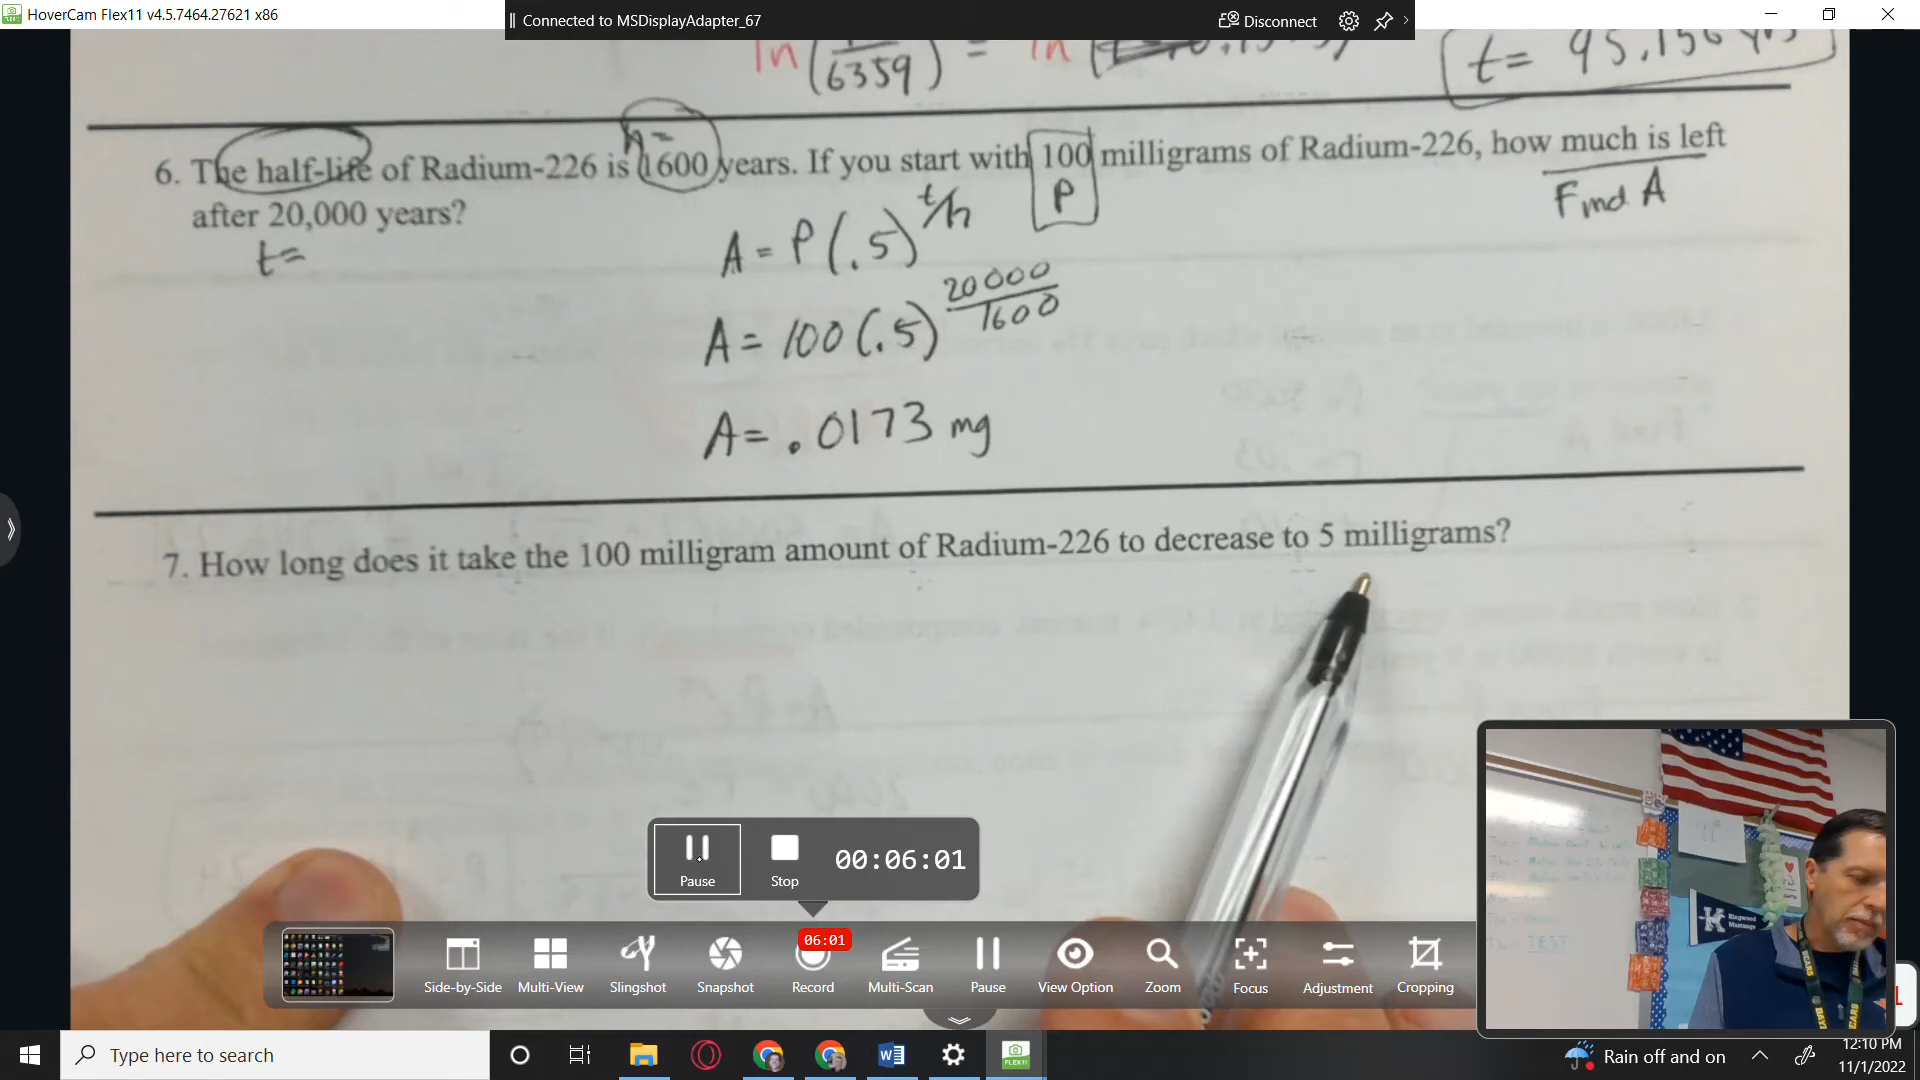 HoverCam Flex11 v4.5.7464.27621 x86
Connected to MSDisplayAdapter_67
Disconnect
ln (6359) = ln
t= 95.156 yrs
h=
6. The half-life of Radium-226 is 1600 years. If you start with 100 milligrams of Radium-226, how much is left
after 20,000 years?
P
Find A
t=
A = P(.5)^t/h
A = 100(.5)^20000/1600
A = .0173 mg
7. How long does it take the 100 milligram amount of Radium-226 to decrease to 5 milligrams?
Pause
Stop
00:06:01
06:01
Side-by-Side
Multi-View
Slingshot
Snapshot
Record
Multi-Scan
Pause
View Option
Zoom
Focus
Adjustment
Cropping
Kingwood
Mustangs
TEST
BEARS
Type here to search
FLEX11
Rain off and on
12:10 PM
11/1/2022